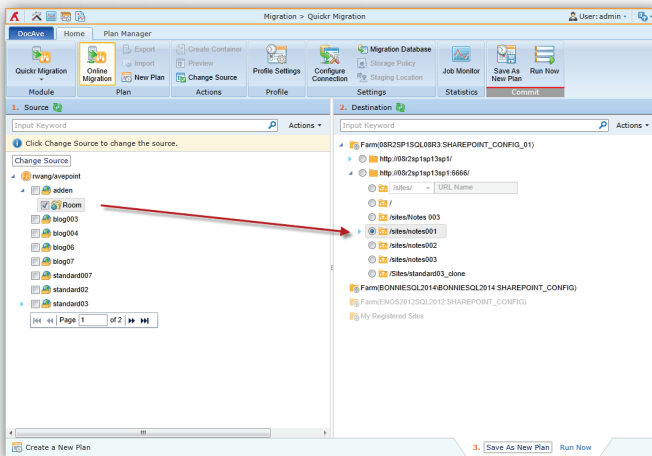 Migration > Quickr Migration
User: admin
DocAve
Home
Plan Manager
Quickr Migration
Online Migration
Export
Import
New Plan
Create Container
Preview
Change Source
Profile Settings
Configure Connection
Migration Database
Storage Policy
Staging Location
Job Monitor
Save As New Plan
Run Now
Module
Plan
Actions
Profile
Settings
Statistics
Commit
1. Source
2. Destination
Input Keyword
Actions
Input Keyword
Actions
Click Change Source to change the source.
Change Source
rwang/avepoint
adden
Room
blog003
blog004
blog06
blog07
standard007
standard02
standard03
Page 1 of 2
Farm(08R2SP1SQL08R3:SHAREPOINT_CONFIG_01)
http://08r2sp1sp13sp1/
http://08r2sp1sp13sp1:6666/
/sites/ URL Name
/
/sites/Notes 003
/sites/notes001
/sites/notes002
/sites/notes003
/Sites/standard03_clone
Farm(BONNIESQL2014\BONNIESQL2014:SHAREPOINT_CONFIG)
Farm(ENOS2012SQL2012:SHAREPOINT_CONFIG)
My Registered Sites
Create a New Plan
3. Save As New Plan Run Now